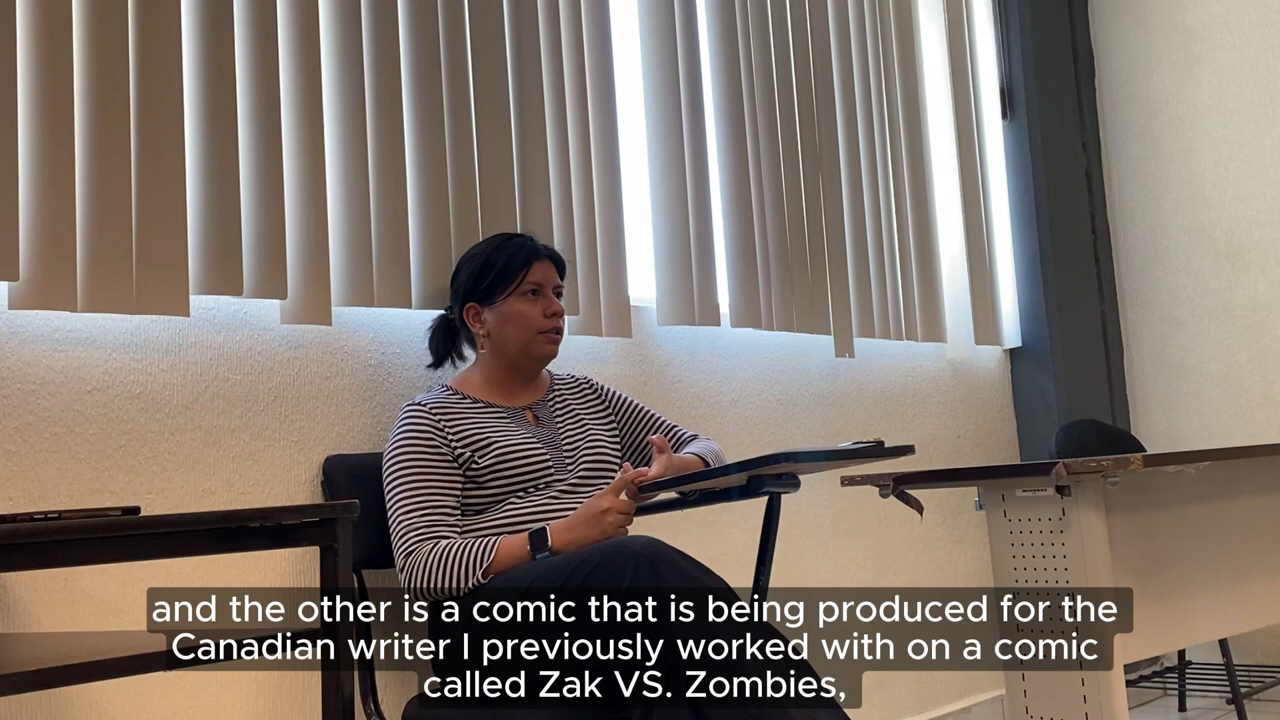 and the other is a comic that is being produced for the
Canadian writer I previously worked with on a comic
called Zak VS. Zombies,